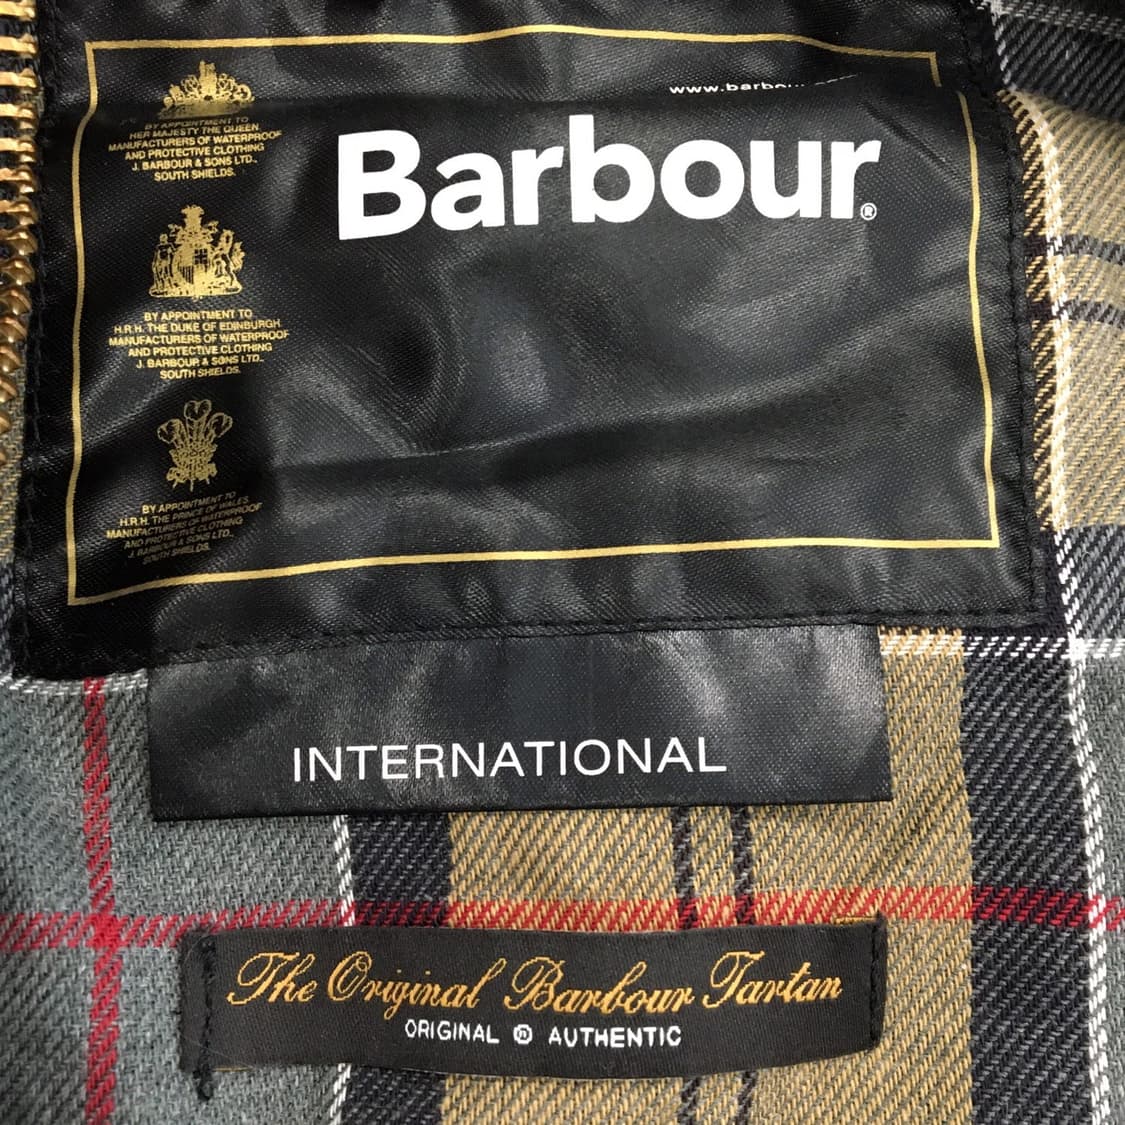 www.barbour.
Barbour®
BY APPOINTMENT TO
HER MAJESTY THE QUEEN
MANUFACTURERS OF WATERPROOF
AND PROTECTIVE CLOTHING
J. BARBOUR & SONS LTD.,
SOUTH SHIELDS.
BY APPOINTMENT TO
H.R.H. THE DUKE OF EDINBURGH
MANUFACTURERS OF WATERPROOF
AND PROTECTIVE CLOTHING
J. BARBOUR & SONS LTD.,
SOUTH SHIELDS.
BY APPOINTMENT TO
H.R.H. THE PRINCE OF WALES
MANUFACTURERS OF WATERPROOF
AND PROTECTIVE CLOTHING
J. BARBOUR & SONS LTD.,
SOUTH SHIELDS.
INTERNATIONAL
The Original Barbour Tartan
ORIGINAL ® AUTHENTIC